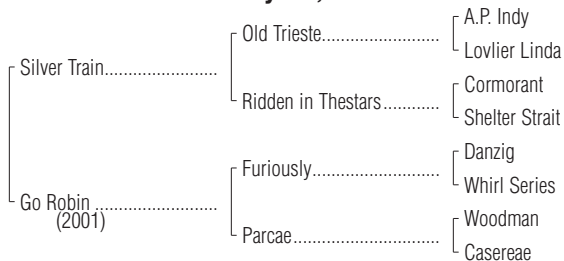 A.P. Indy
Old Trieste
Lovlier Linda
Silver Train
Cormorant
Ridden in Thestars
Shelter Strait
Danzig
Furiously
Whirl Series
Go Robin
(2001)
Woodman
Parcae
Casereae